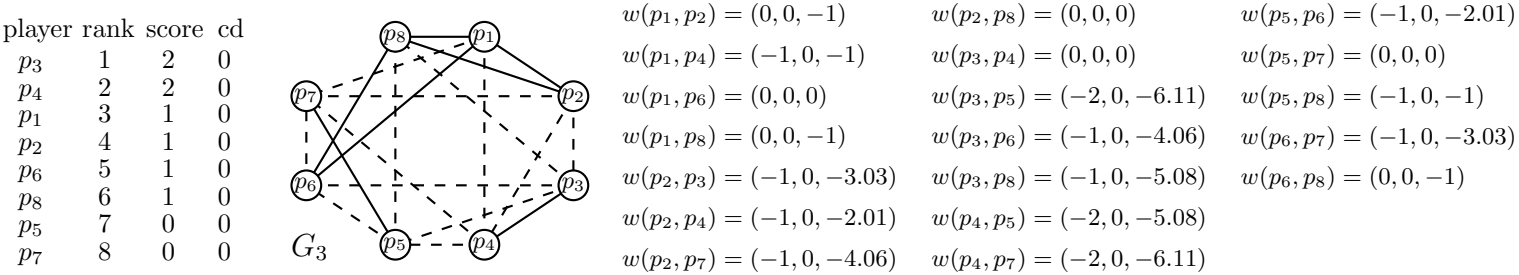 player rank score cd
p₃ 1 2 0
p₄ 2 2 0
p₁ 3 1 0
p₂ 4 1 0
p₆ 5 1 0
p₈ 6 1 0
p₅ 7 0 0
p₇ 8 0 0
p₈ p₁
p₇ p₂
p₆ p₃
p₅ p₄
G₃
w(p₁, p₂) = (0, 0, −1)
w(p₁, p₄) = (−1, 0, −1)
w(p₁, p₆) = (0, 0, 0)
w(p₁, p₈) = (0, 0, −1)
w(p₂, p₃) = (−1, 0, −3.03)
w(p₂, p₄) = (−1, 0, −2.01)
w(p₂, p₇) = (−1, 0, −4.06)
w(p₂, p₈) = (0, 0, 0)
w(p₃, p₄) = (0, 0, 0)
w(p₃, p₅) = (−2, 0, −6.11)
w(p₃, p₆) = (−1, 0, −4.06)
w(p₃, p₈) = (−1, 0, −5.08)
w(p₄, p₅) = (−2, 0, −5.08)
w(p₄, p₇) = (−2, 0, −6.11)
w(p₅, p₆) = (−1, 0, −2.01)
w(p₅, p₇) = (0, 0, 0)
w(p₅, p₈) = (−1, 0, −1)
w(p₆, p₇) = (−1, 0, −3.03)
w(p₆, p₈) = (0, 0, −1)